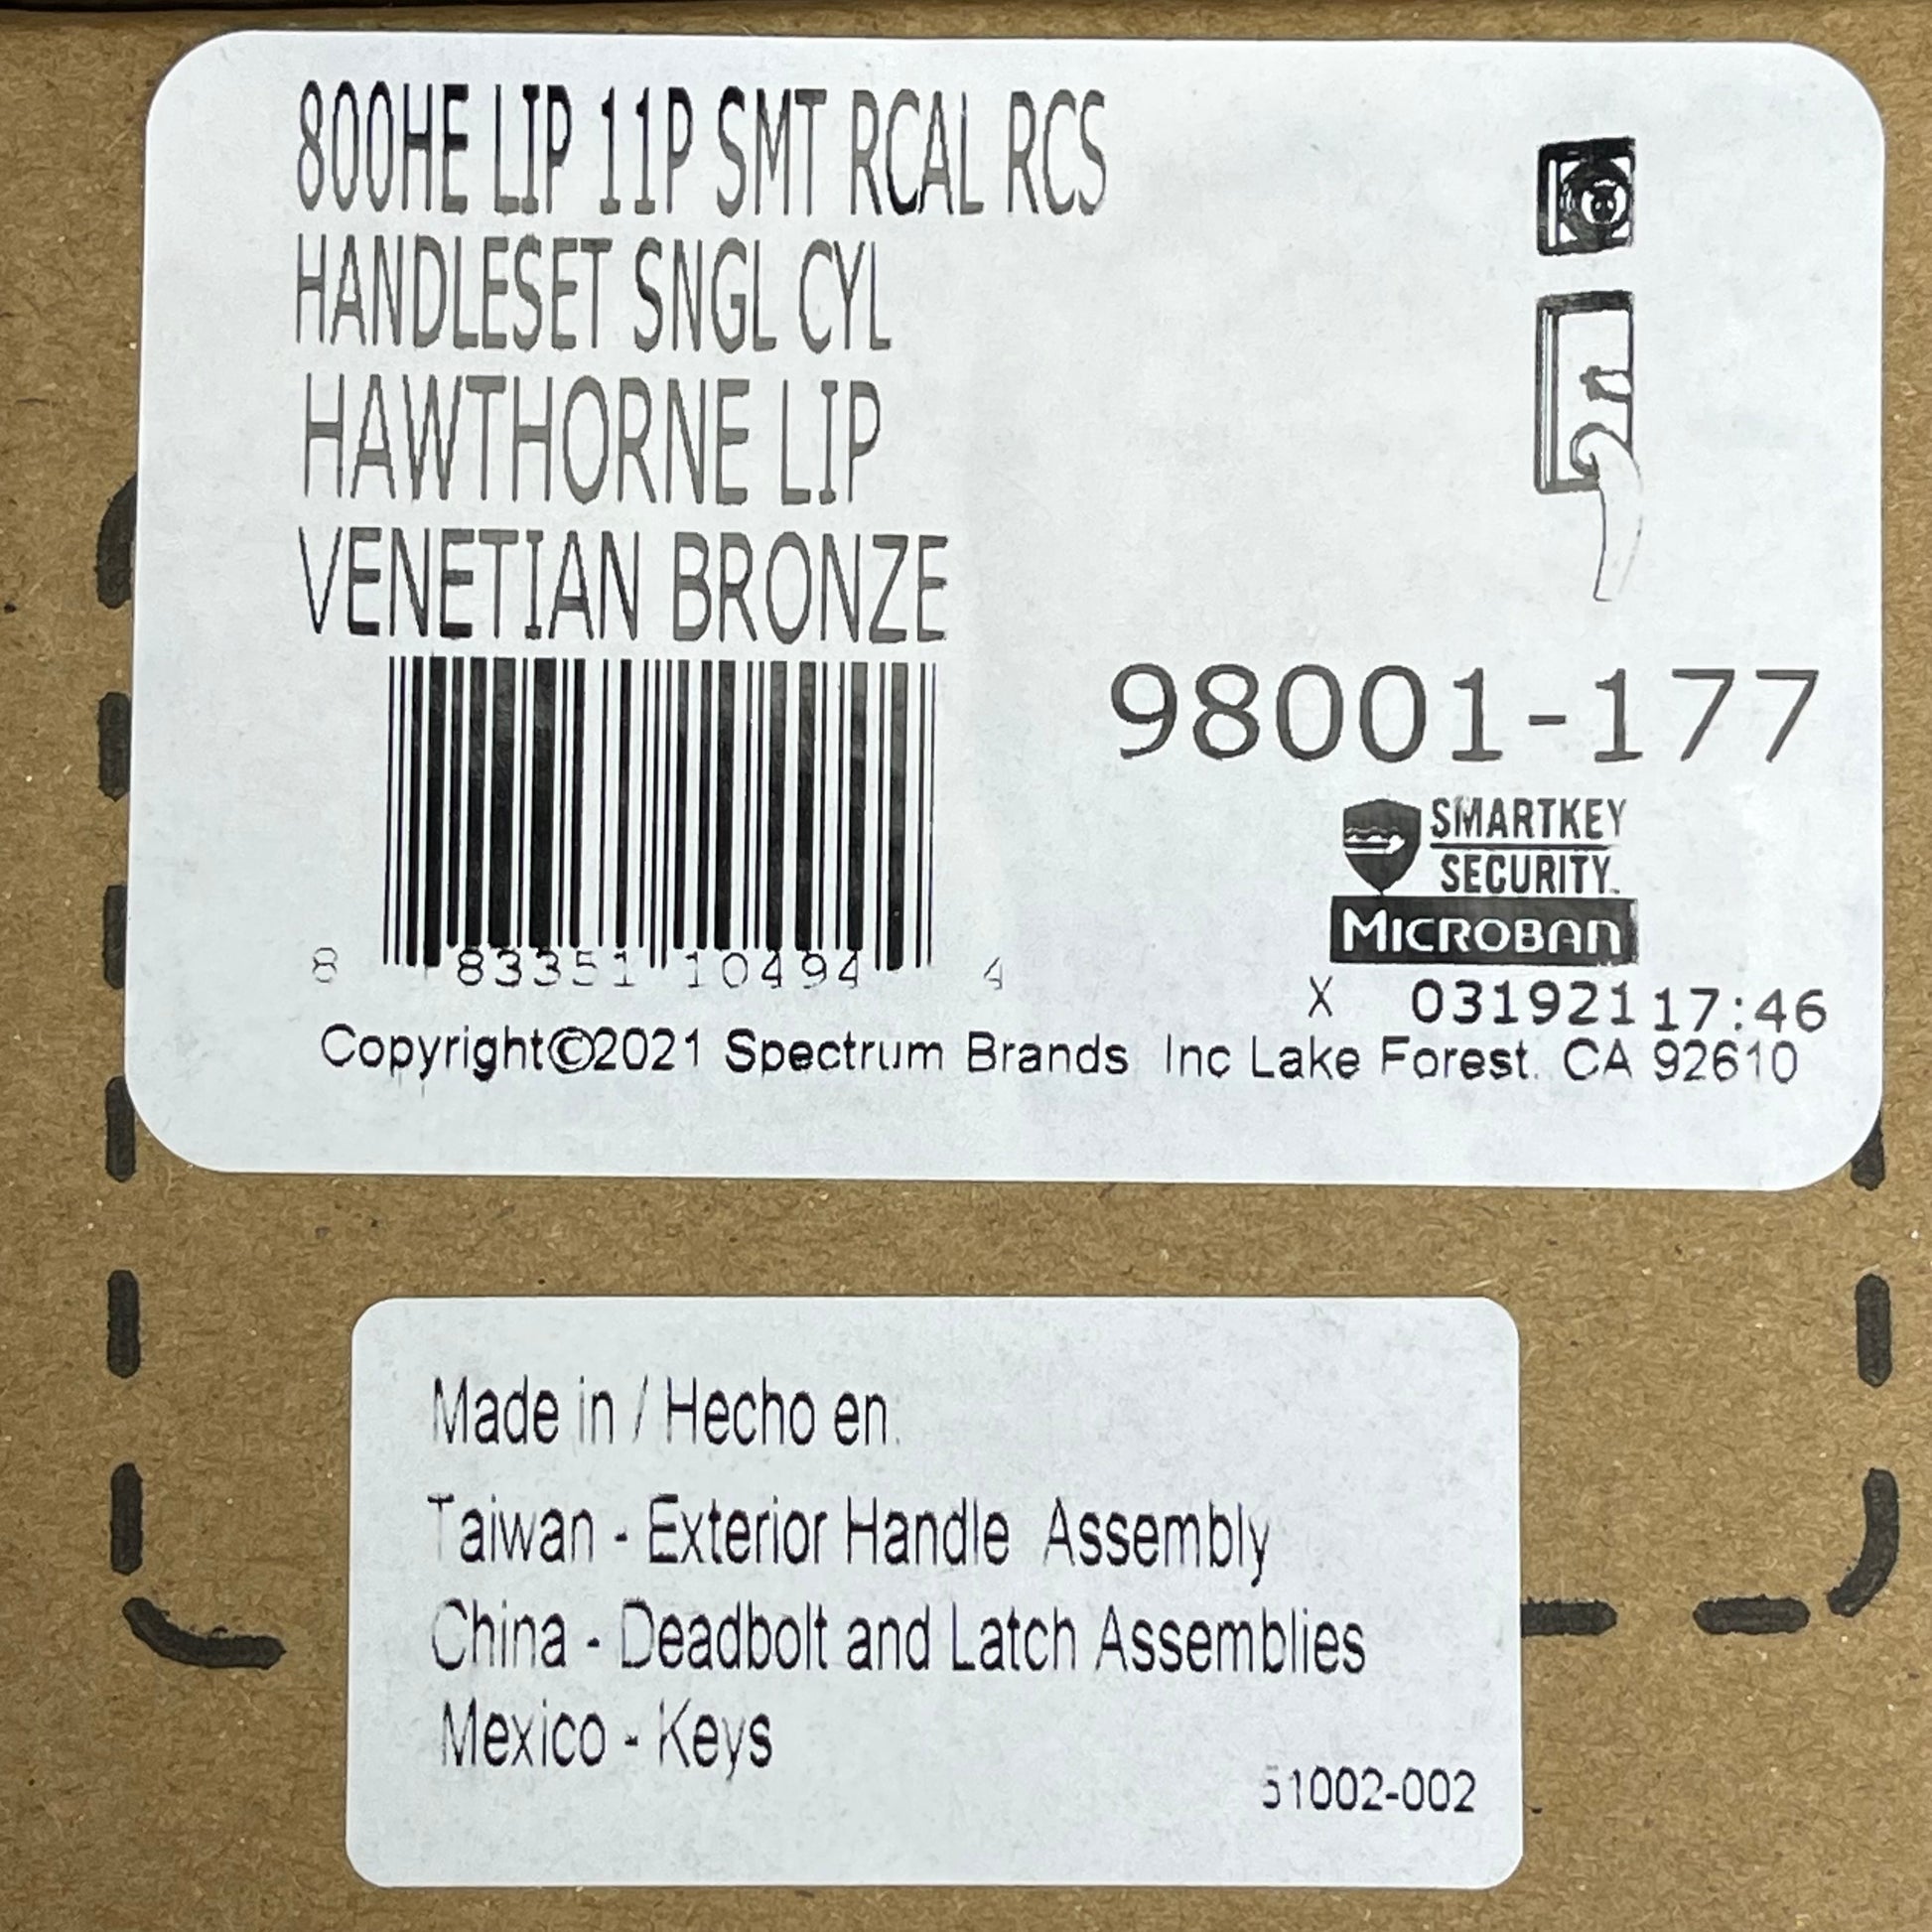 800HE LIP 11P SMT RCAL RCS
HANDLESET SNGL CYL
HAWTHORNE LIP
VENETIAN BRONZE
98001-177
SMARTKEY
SECURITY™
MICROBAN
8 83351 10494 4
X 031921 17:46
Copyright©2021 Spectrum Brands Inc Lake Forest. CA 92610
Made in / Hecho en:
Taiwan - Exterior Handle Assembly
China - Deadbolt and Latch Assemblies
Mexico - Keys
51002-002